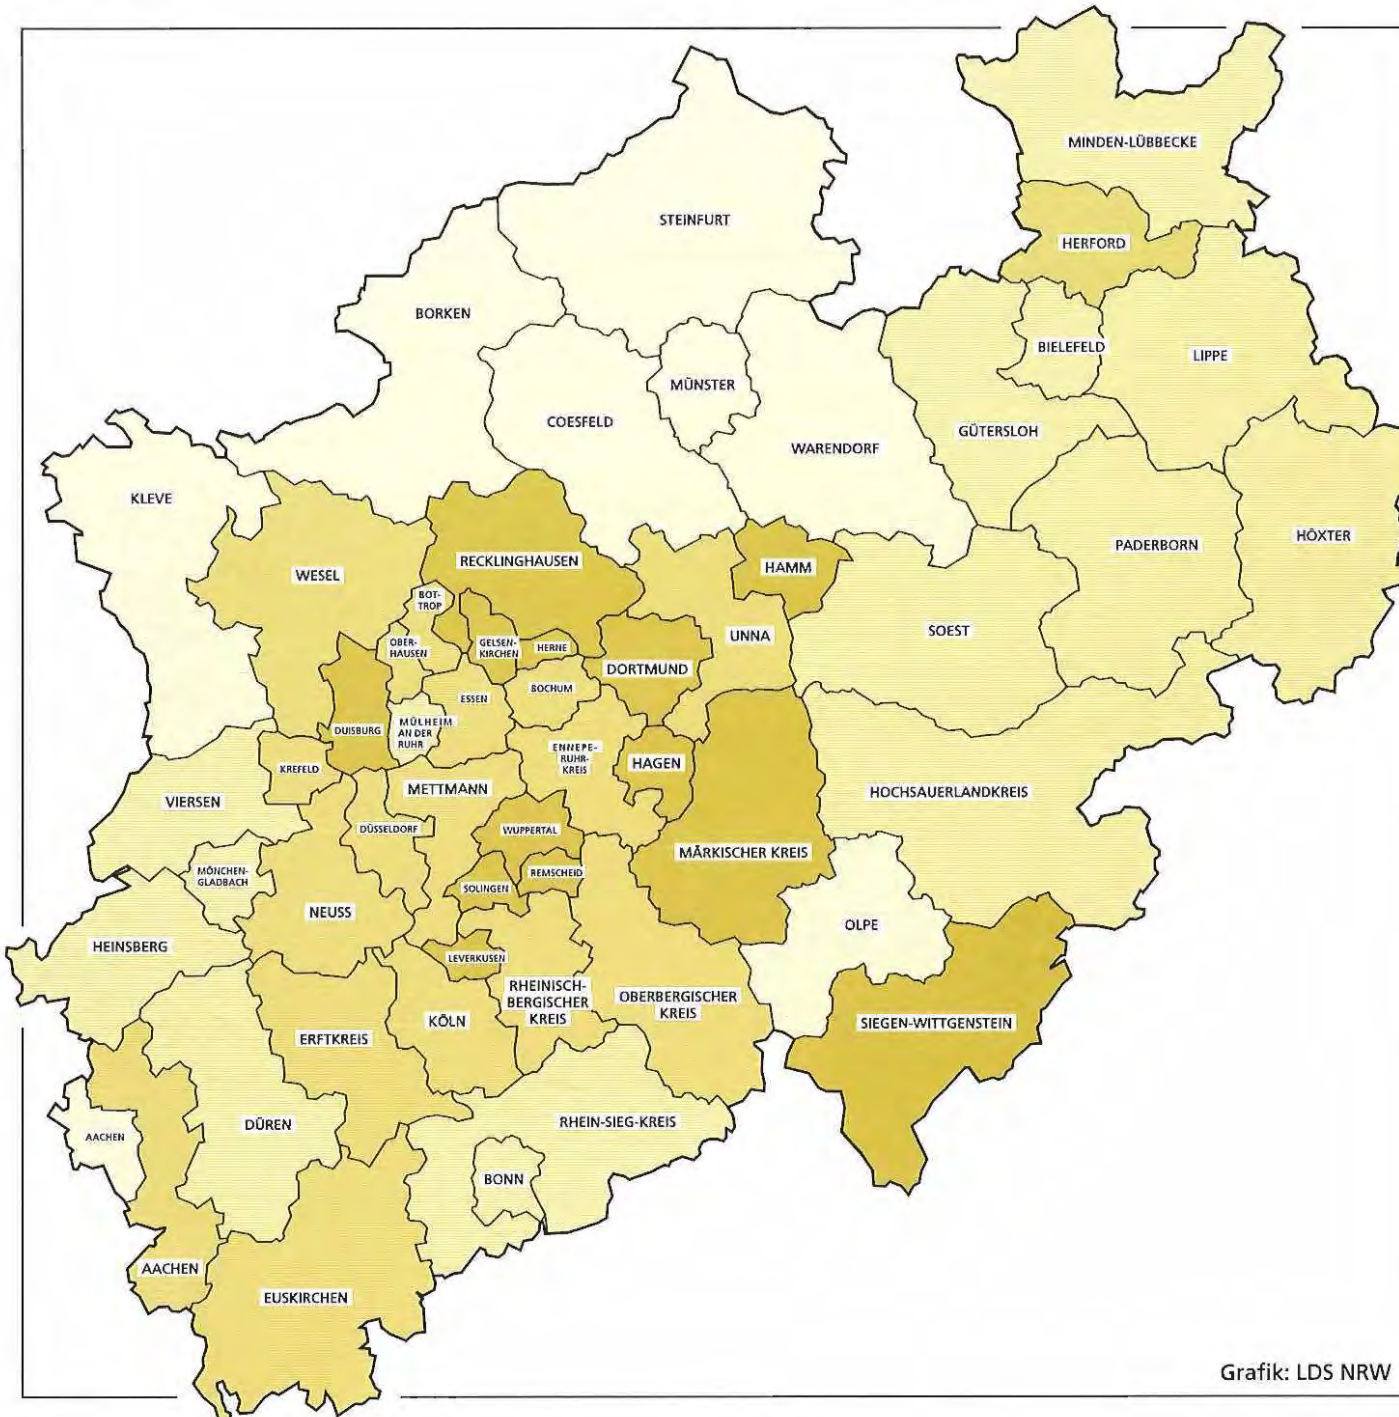 MINDEN-LÜBBECKE
STEINFURT
HERFORD
BORKEN
BIELEFELD
LIPPE
MÜNSTER
COESFELD
GÜTERSLOH
WARENDORF
KLEVE
HÖXTER
PADERBORN
RECKLINGHAUSEN
HAMM
WESEL
BOT-
TROP
SOEST
UNNA
OBER-
HAUSEN
GELSEN-
KIRCHEN
HERNE
DORTMUND
BOCHUM
ESSEN
DUISBURG
MÜLHEIM
AN DER
RUHR
ENNEPE-
RUHR-
KREIS
HAGEN
KREFELD
METTMANN
HOCHSAUERLANDKREIS
VIERSEN
DÜSSELDORF
WUPPERTAL
MÄRKISCHER KREIS
MÖNCHEN-
GLADBACH
REMSCHEID
SOLINGEN
NEUSS
OLPE
HEINSBERG
LEVERKUSEN
RHEINISCH-
BERGISCHER
KREIS
OBERBERGISCHER
KREIS
KÖLN
SIEGEN-WITTGENSTEIN
ERFTKREIS
RHEIN-SIEG-KREIS
DÜREN
AACHEN
BONN
AACHEN
EUSKIRCHEN
Grafik: LDS NRW